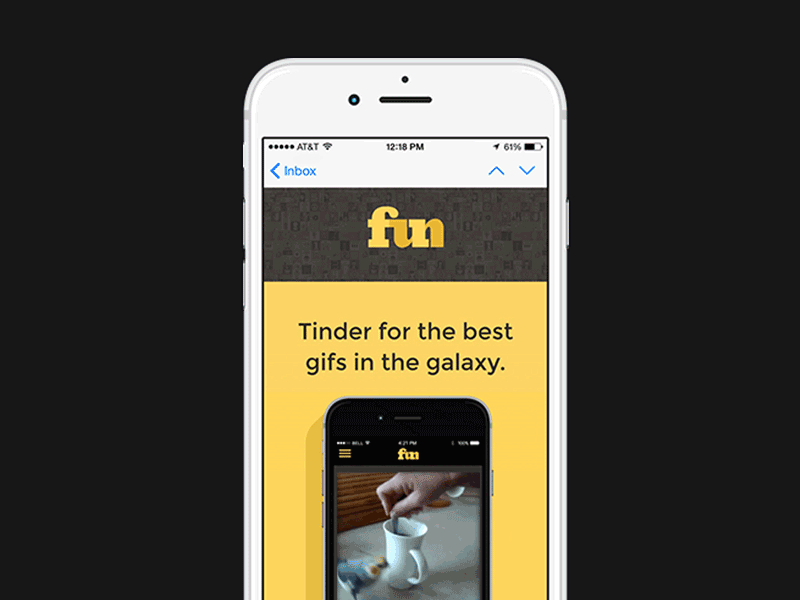 AT&T 12:18 PM 61%
Inbox
fun
Tinder for the best
gifs in the galaxy.
BELL 4:21 PM 100%
fun